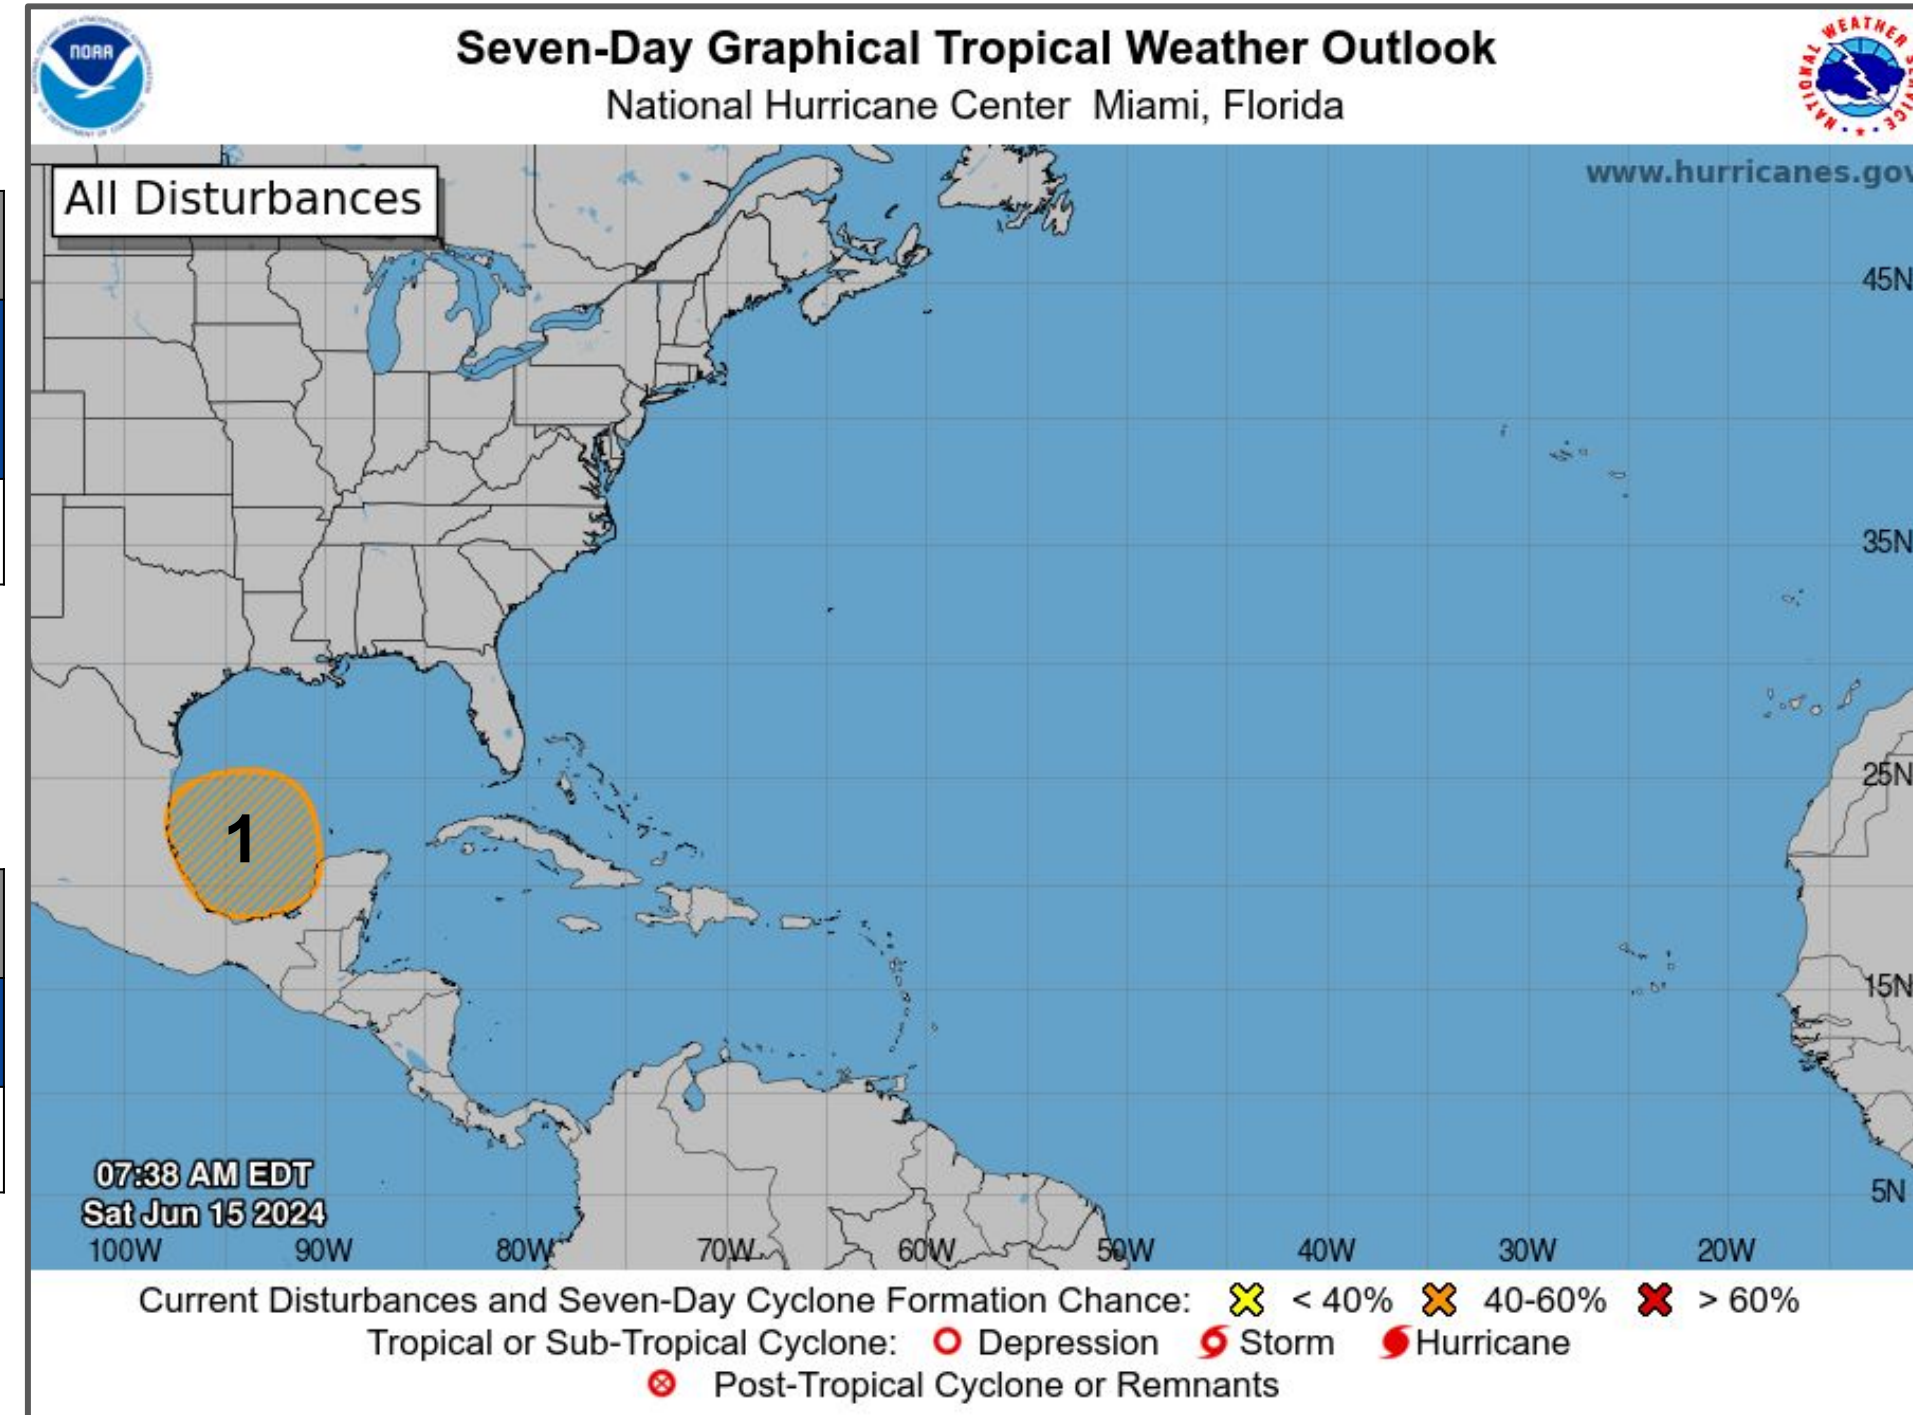 Seven-Day Graphical Tropical Weather Outlook
National Hurricane Center Miami, Florida
NOAA
All Disturbances
www.hurricanes.gov
45N
35N
25N
1
15N
5N
07:38 AM EDT
Sat Jun 15 2024
100W 90W 80W 70W 60W 50W 40W 30W 20W
Current Disturbances and Seven-Day Cyclone Formation Chance: < 40% 40-60% > 60%
Tropical or Sub-Tropical Cyclone: Depression Storm Hurricane
Post-Tropical Cyclone or Remnants